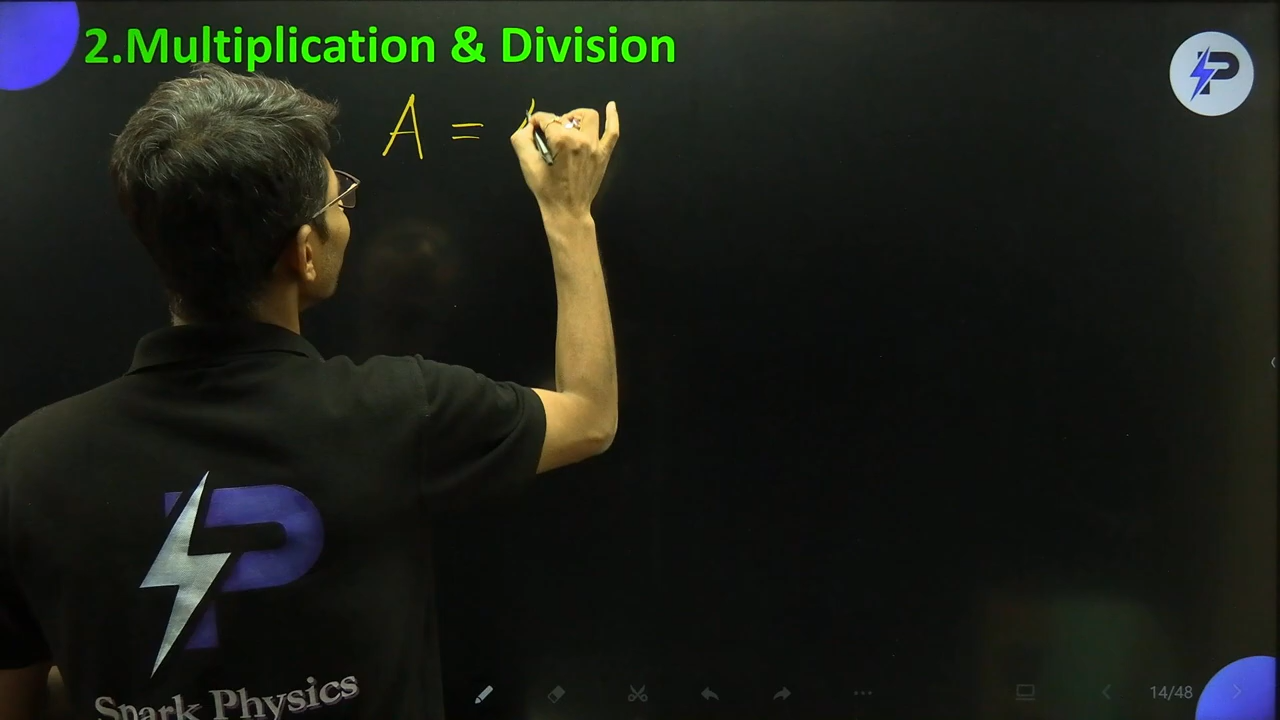 2.Multiplication & Division
A =
P
P
Spark Physics
14/48